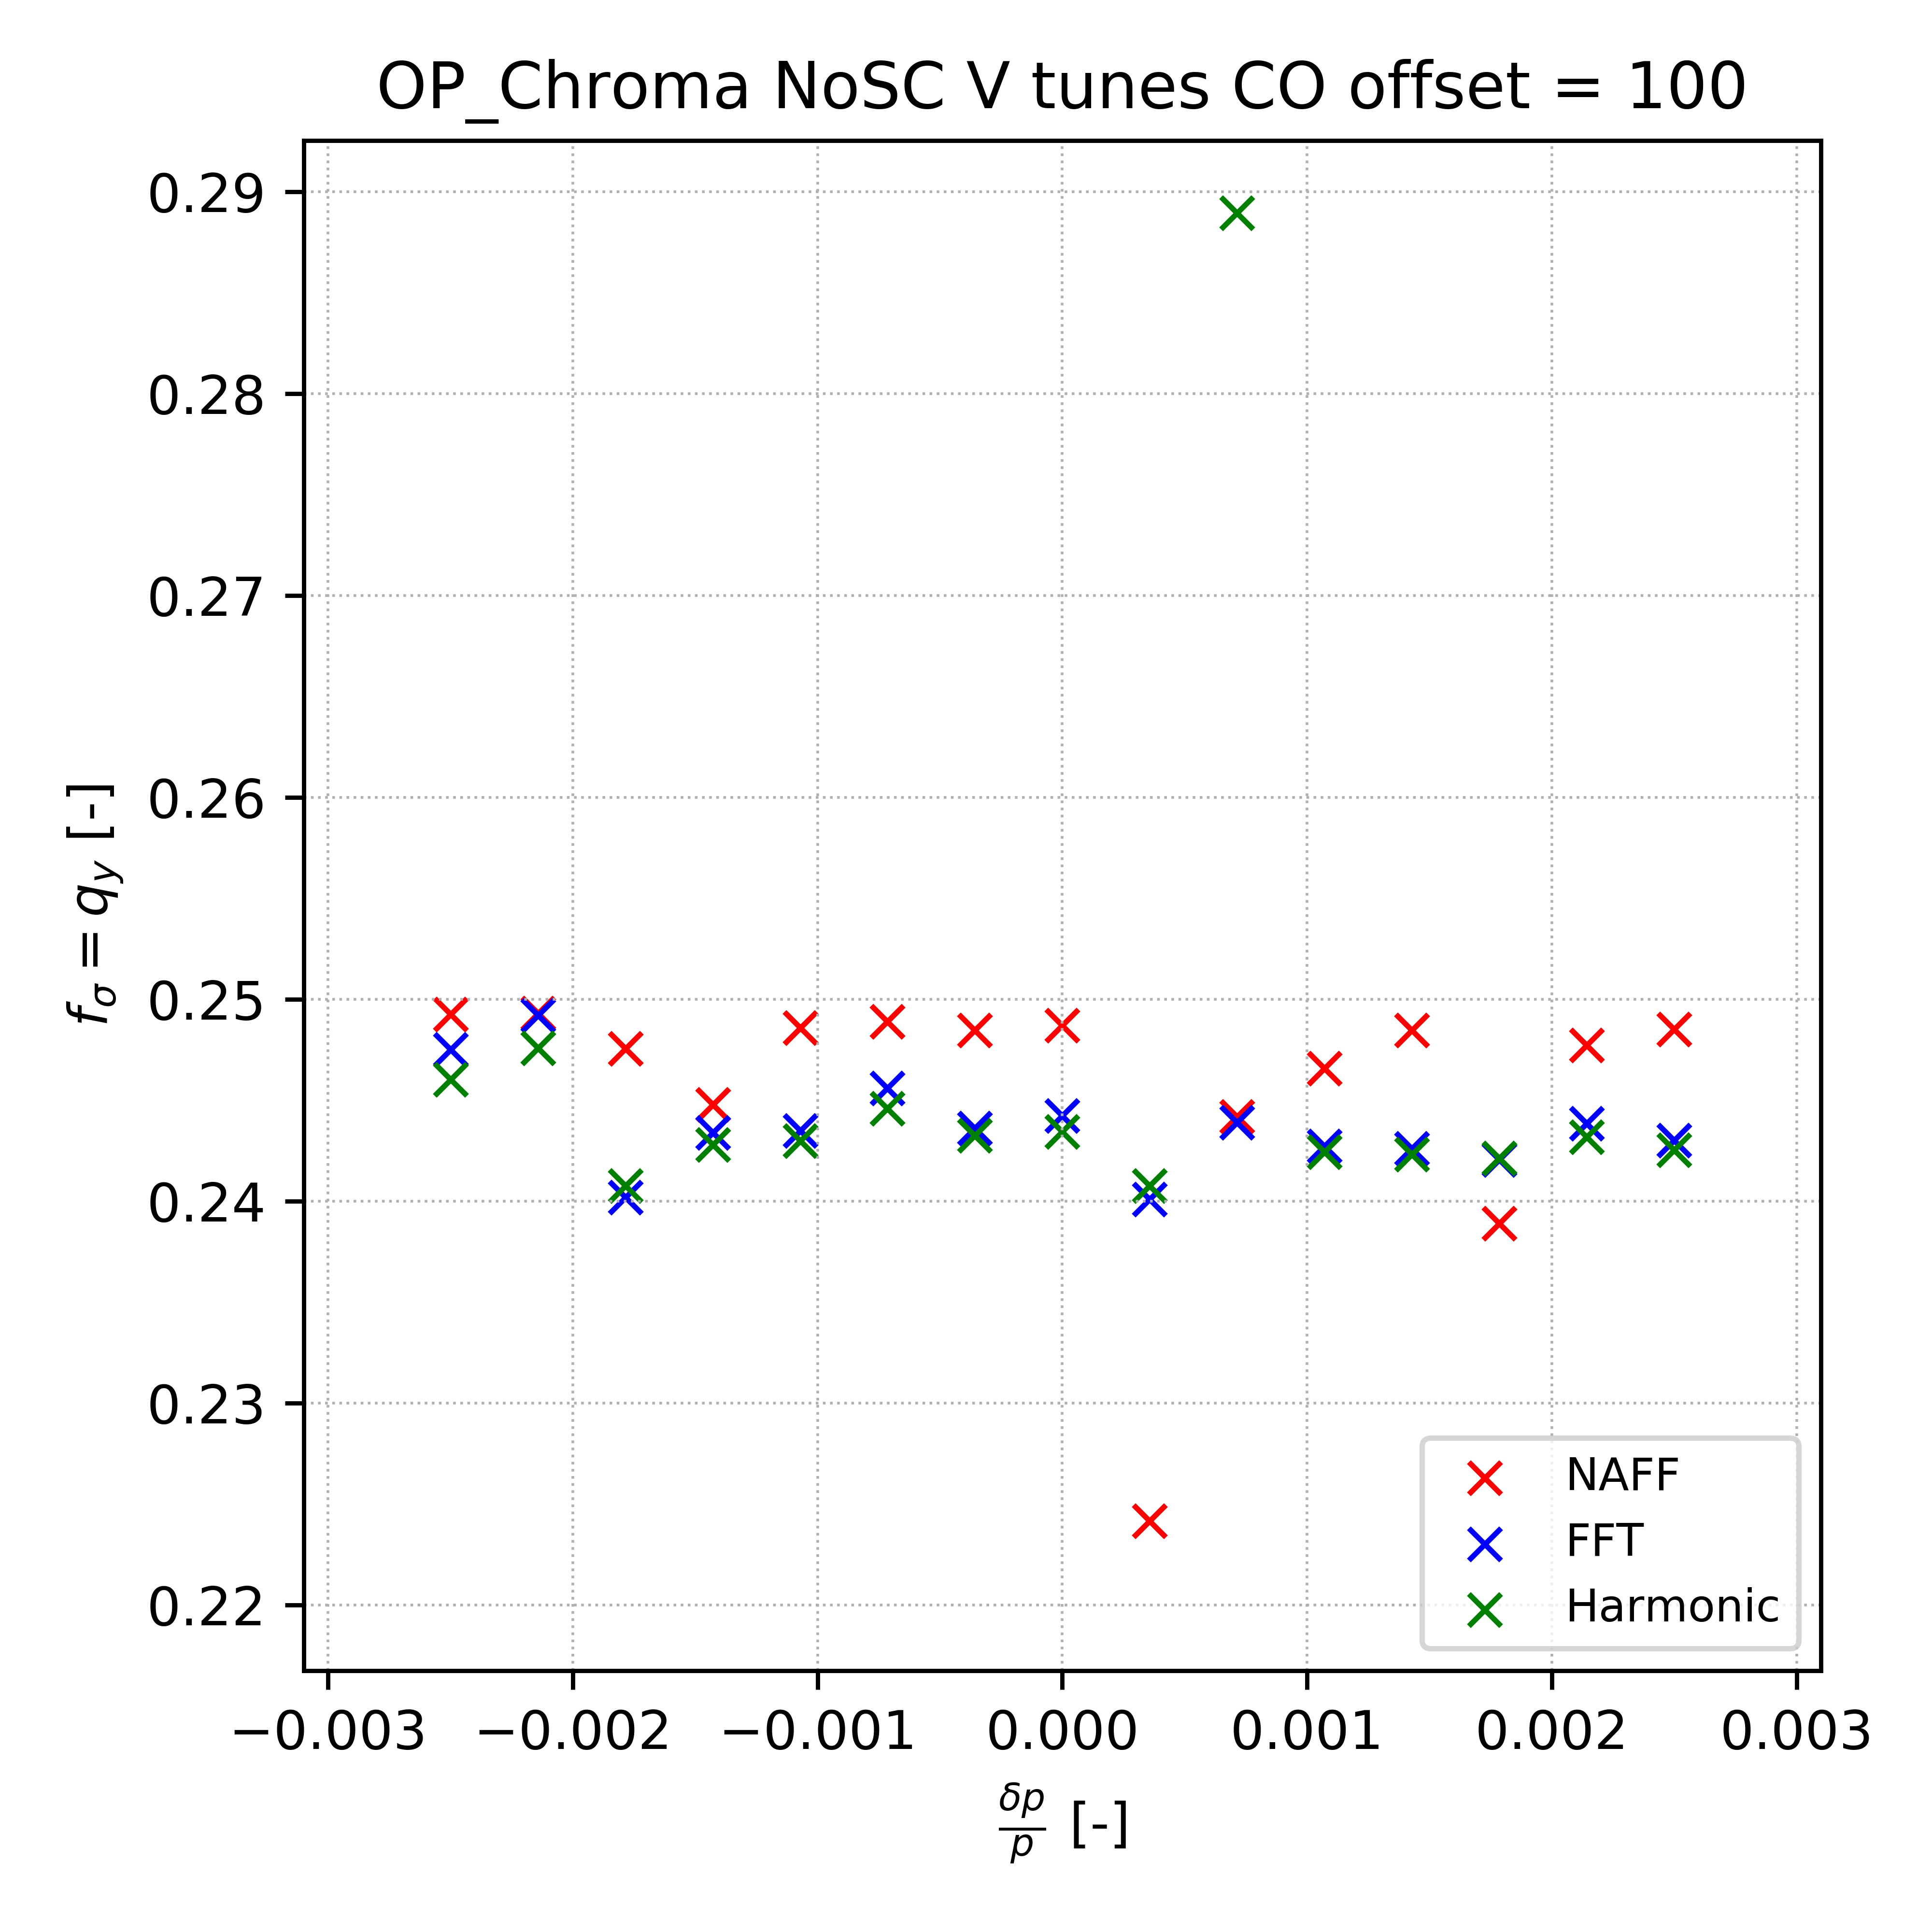 OP_Chroma NoSC V tunes CO offset = 100
0.29
0.28
0.27
0.26
0.25
0.24
0.23
0.22
f_σ = q_y [-]
NAFF
FFT
Harmonic
−0.003 −0.002 −0.001 0.000 0.001 0.002 0.003
δp
p [-]